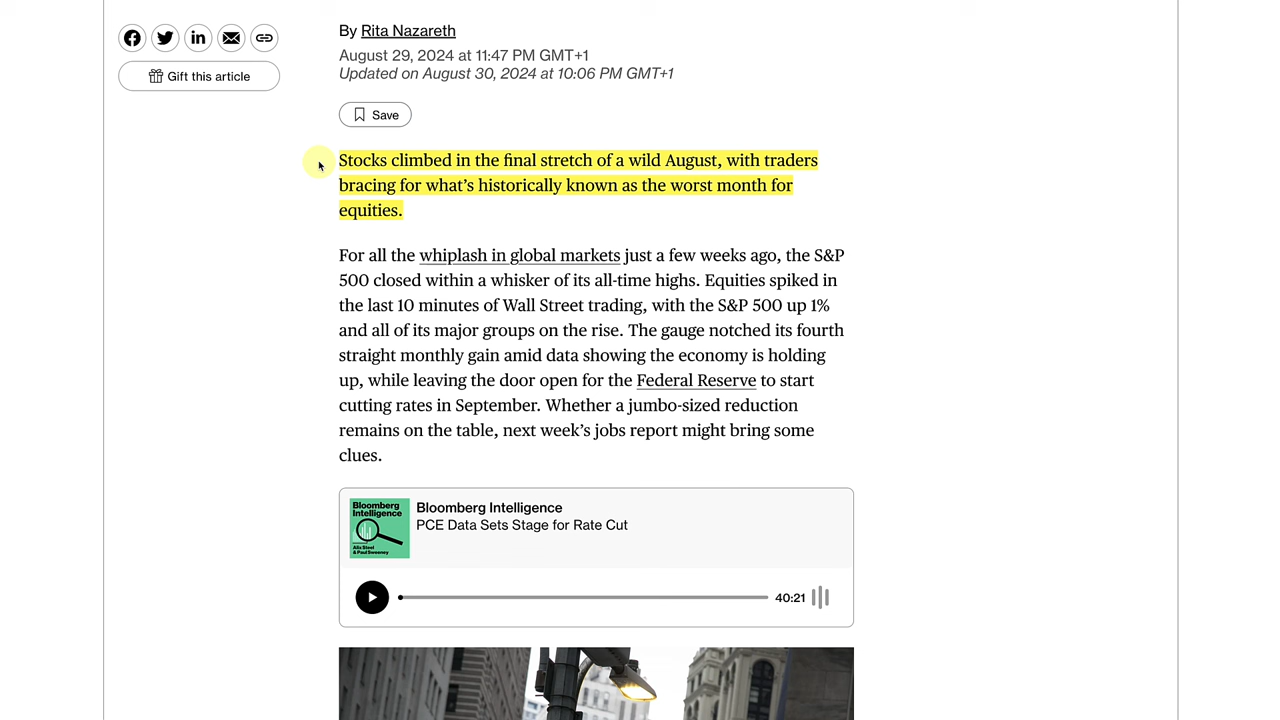 By Rita Nazareth
August 29, 2024 at 11:47 PM GMT+1
Updated on August 30, 2024 at 10:06 PM GMT+1
Gift this article
Save
Stocks climbed in the final stretch of a wild August, with traders
bracing for what’s historically known as the worst month for
equities.
For all the whiplash in global markets just a few weeks ago, the S&P
500 closed within a whisker of its all-time highs. Equities spiked in
the last 10 minutes of Wall Street trading, with the S&P 500 up 1%
and all of its major groups on the rise. The gauge notched its fourth
straight monthly gain amid data showing the economy is holding
up, while leaving the door open for the Federal Reserve to start
cutting rates in September. Whether a jumbo-sized reduction
remains on the table, next week’s jobs report might bring some
clues.
Bloomberg
Intelligence
Alix Steel
& Paul Sweeney
Bloomberg Intelligence
PCE Data Sets Stage for Rate Cut
40:21